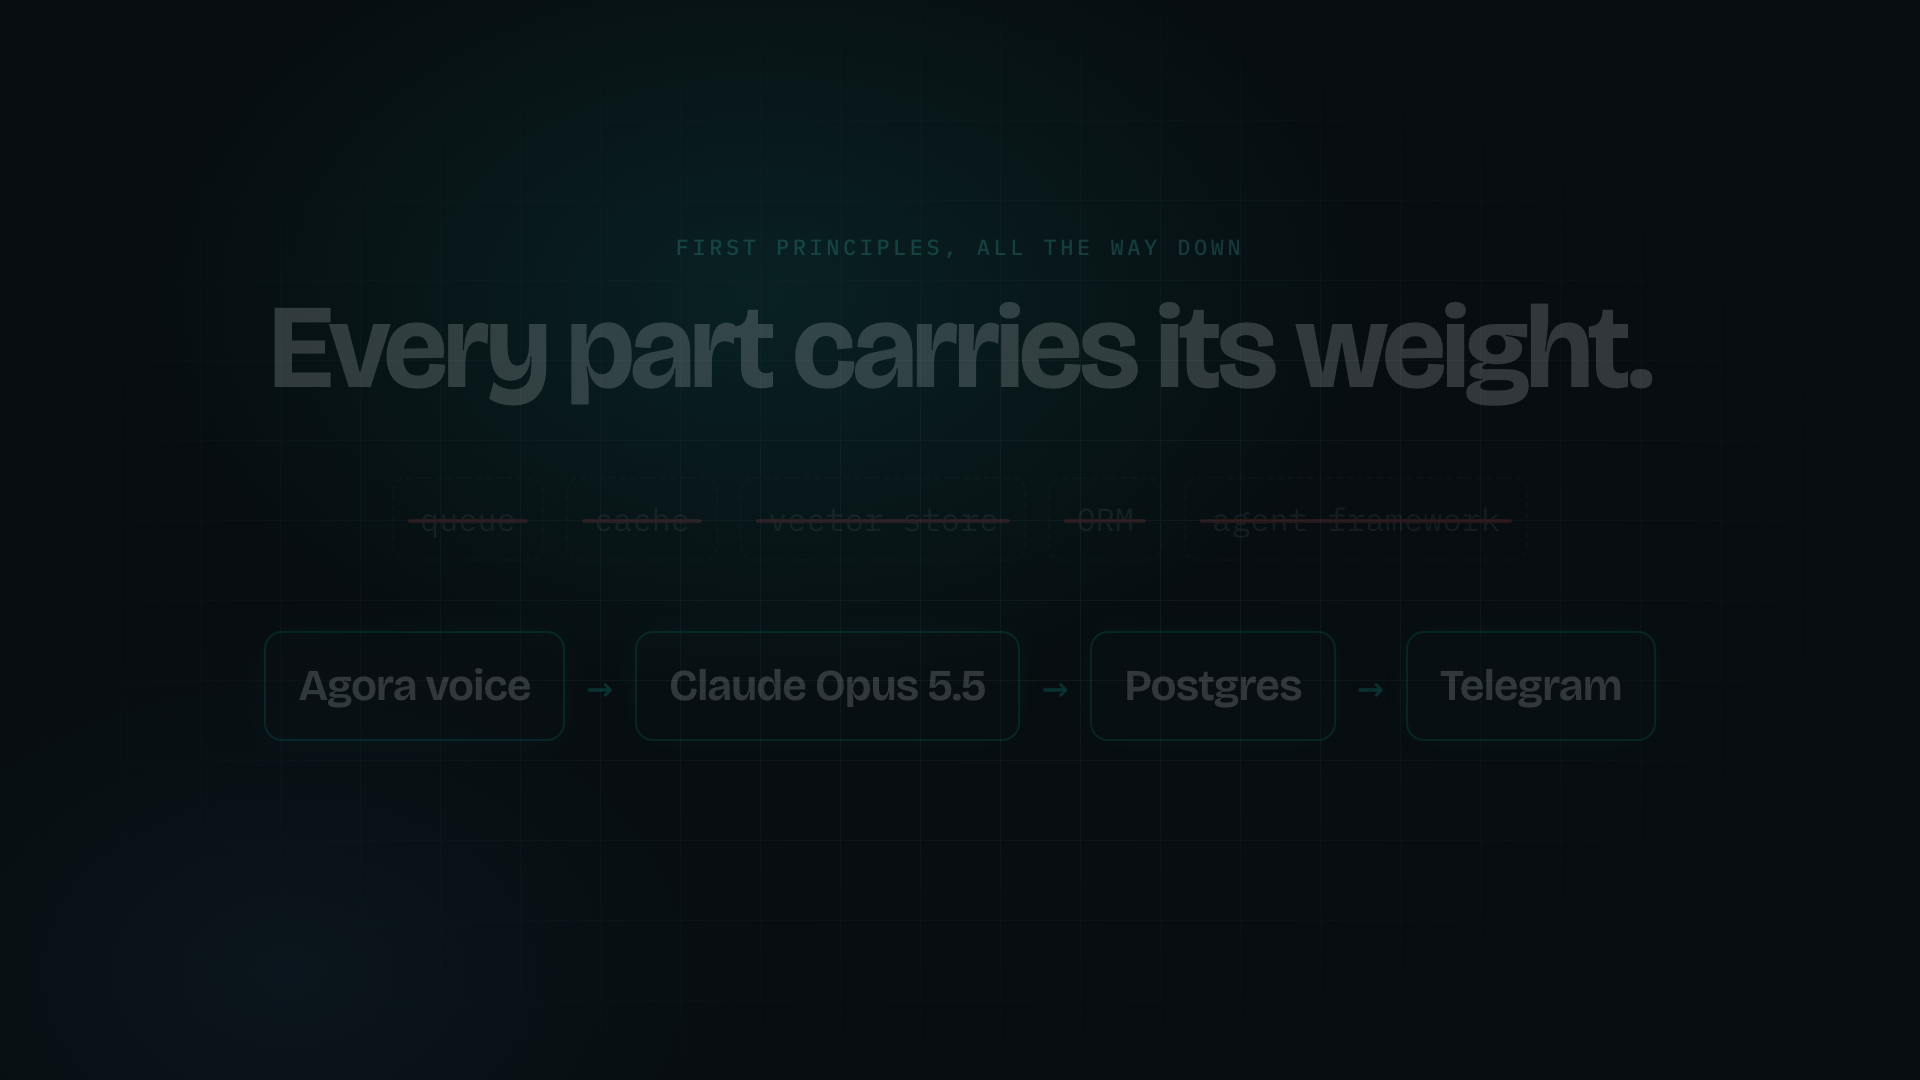 FIRST PRINCIPLES, ALL THE WAY DOWN
Every part carries its weight.
queue cache vector store ORM agent framework
Agora voice → Claude Opus 5.5 → Postgres → Telegram